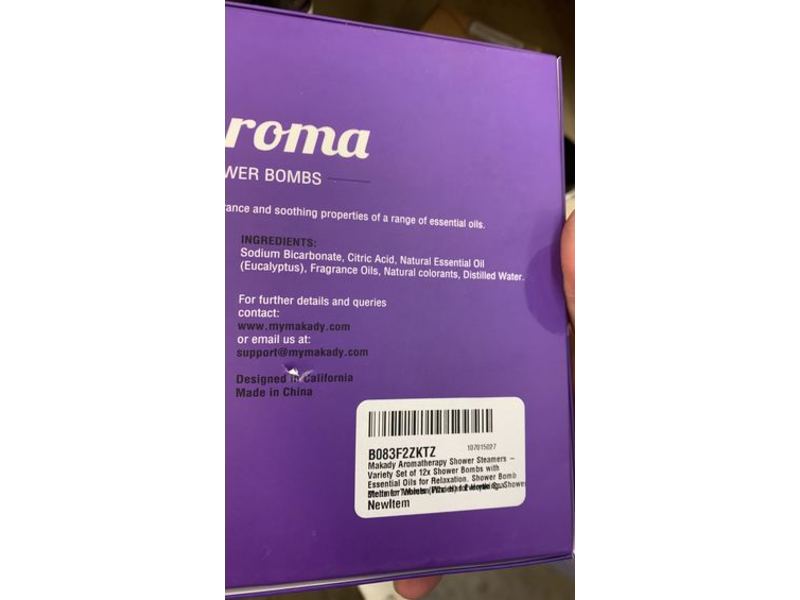 roma
WER BOMBS
rance and soothing properties of a range of essential oils.
INGREDIENTS:
Sodium Bicarbonate, Citric Acid, Natural Essential Oil
(Eucalyptus), Fragrance Oils, Natural colorants, Distilled Water.
For further details and queries
contact:
www.mymakady.com
or email us at:
support@mymakady.com
Designed in California
Made in China
B083F2ZKTZ 107015027
Makady Aromatherapy Shower Steamers –
Variety Set of 12x Shower Bombs with
Essential Oils for Relaxation. Shower Bomb
NewItem